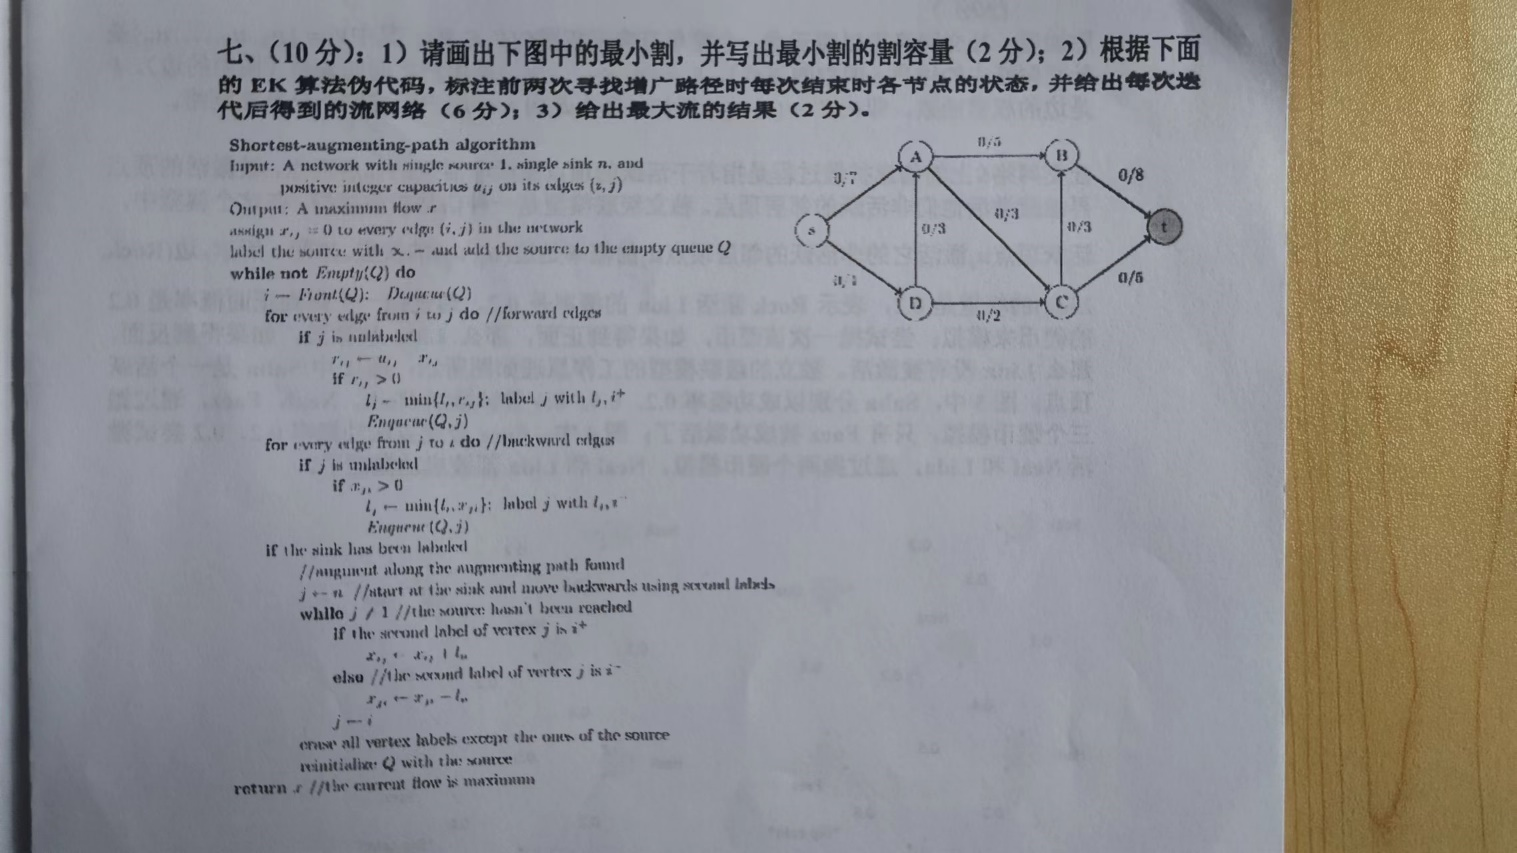 七、（10 分）：1）请画出下图中的最小割，并写出最小割的割容量（2 分）；2）根据下面
的 EK 算法伪代码，标注前两次寻找增广路径时每次结束时各节点的状态，并给出每次迭
代后得到的流网络（6 分）；3）给出最大流的结果（2 分）。
Shortest-augmenting-path algorithm
Input: A network with single source 1, single sink n, and
positive integer capacities u_ij on its edges (i, j)
Output: A maximum flow x
assign x_ij = 0 to every edge (i, j) in the network
label the source with ∞, − and add the source to the empty queue Q
while not Empty(Q) do
i ← Front(Q); Dequeue(Q)
for every edge from i to j do //forward edges
if j is unlabeled
r_ij ← u_ij x_ij
if r_ij > 0
l_j ← min{l_i, r_ij}; label j with l_j, i+
Enqueue(Q, j)
for every edge from j to i do //backward edges
if j is unlabeled
if x_ji > 0
l_j ← min{l_i, x_ji}; label j with l_j, i−
Enqueue(Q, j)
if the sink has been labeled
//augment along the augmenting path found
j ← n //start at the sink and move backwards using second labels
while j ≠ 1 //the source hasn't been reached
if the second label of vertex j is i+
x_ij ← x_ij + l_n
else //the second label of vertex j is i−
x_ji ← x_ji − l_n
j ← i
erase all vertex labels except the ones of the source
reinitialize Q with the source
return x //the current flow is maximum
A
0/5
B
0/7
0/8
s
0/3
0/3
0/3
t
0/5
D
0/2
C